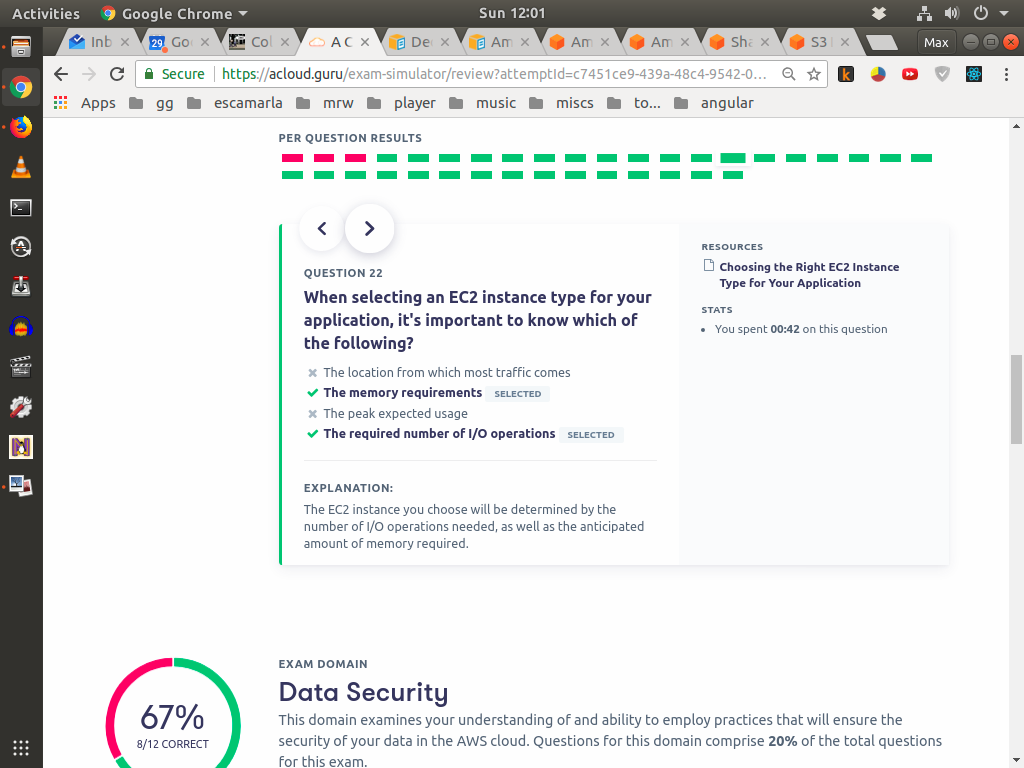 Activities Google Chrome Sun 12:01
Inb 29 Goo Col A C De Am Am Am Sha S3 Max
Secure https://acloud.guru/exam-simulator/review?attemptId=c7451ce9-439a-48c4-9542-0...
Apps gg escamarla mrw player music miscs to... angular
PER QUESTION RESULTS
QUESTION 22
When selecting an EC2 instance type for your
application, it's important to know which of
the following?
The location from which most traffic comes
The memory requirements SELECTED
The peak expected usage
The required number of I/O operations SELECTED
EXPLANATION:
The EC2 instance you choose will be determined by the
number of I/O operations needed, as well as the anticipated
amount of memory required.
RESOURCES
Choosing the Right EC2 Instance
Type for Your Application
STATS
You spent 00:42 on this question
67%
8/12 CORRECT
EXAM DOMAIN
Data Security
This domain examines your understanding of and ability to employ practices that will ensure the
security of your data in the AWS cloud. Questions for this domain comprise 20% of the total questions
for this exam.